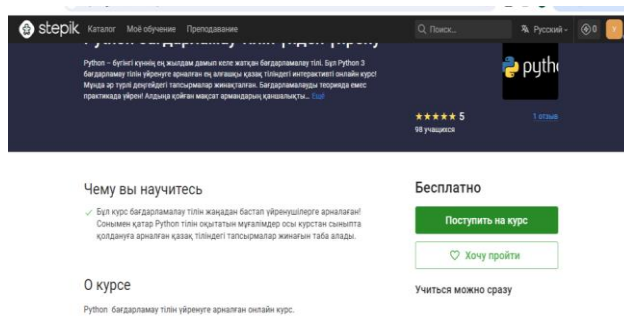 stepik Каталог Моё обучение Преподавание Поиск... Русский 0
Python – бүгінгі күннің ең жылдам дамып келе жатқан бағдарламалау тілі. Бұл Python 3
бағдарламау тілін үйренуге арналған ең алғашқы қазақ тіліндегі интерактивті онлайн курс!
Мұнда әр түрлі деңгейдегі тапсырмалар жинақталған. Бағдарламалауды теорияда емес
практикада үйрен! Алдыңа қойған мақсат армандарың қаншалықты... Ещё
pyth
5
1 отзыв
98 учащихся
Чему вы научитесь
Бұл курс бағдарламалау тілін жаңадан бастап үйренушілерге арналаған!
Сонымен қатар Python тілін оқытатын мұғалімдер осы курстан сыныпта
қолдануға арналған қазақ тіліндегі тапсырмалар жинағын таба алады.
О курсе
Python бағдарламау тілін үйренуге арналған онлайн курс.
Бесплатно
Поступить на курс
Хочу пройти
Учиться можно сразу